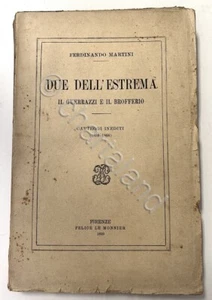 FERDINANDO MARTINI
DUE DELL'ESTREMA
IL GUERRAZZI E IL BROFFERIO
CARTEGGI INEDITI
FIRENZE
FELICE LE MONNIER